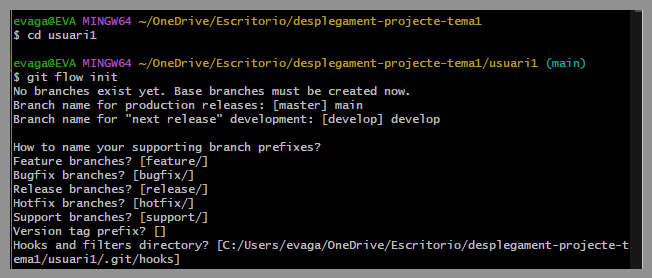 evaga@EVA MINGW64 ~/OneDrive/Escritorio/desplegament-projecte-tema1
$ cd usuari1
evaga@EVA MINGW64 ~/OneDrive/Escritorio/desplegament-projecte-tema1/usuari1 (main)
$ git flow init
No branches exist yet. Base branches must be created now.
Branch name for production releases: [master] main
Branch name for "next release" development: [develop] develop
How to name your supporting branch prefixes?
Feature branches? [feature/]
Bugfix branches? [bugfix/]
Release branches? [release/]
Hotfix branches? [hotfix/]
Support branches? [support/]
Version tag prefix? []
Hooks and filters directory? [C:/Users/evaga/OneDrive/Escritorio/desplegament-projecte-t
ema1/usuari1/.git/hooks]